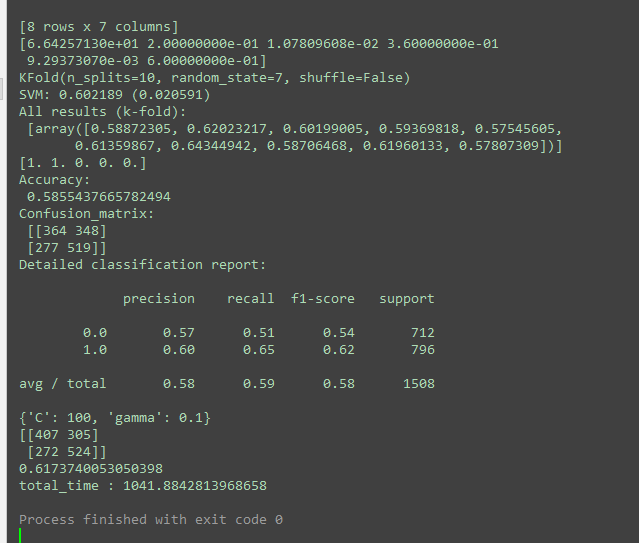 [8 rows x 7 columns]
[6.64257130e+01 2.00000000e-01 1.07809608e-02 3.60000000e-01
 9.29373070e-03 6.00000000e-01]
KFold(n_splits=10, random_state=7, shuffle=False)
SVM: 0.602189 (0.020591)
All results (k-fold):
 [array([0.58872305, 0.62023217, 0.60199005, 0.59369818, 0.57545605,
       0.61359867, 0.64344942, 0.58706468, 0.61960133, 0.57807309])]
[1. 1. 0. 0. 0.]
Accuracy:
 0.5855437665782494
Confusion_matrix:
 [[364 348]
 [277 519]]
Detailed classification report:
             precision    recall  f1-score   support
        0.0       0.57      0.51      0.54       712
        1.0       0.60      0.65      0.62       796
avg / total       0.58      0.59      0.58      1508
{'C': 100, 'gamma': 0.1}
[[407 305]
 [272 524]]
0.6173740053050398
total_time : 1041.8842813968658
Process finished with exit code 0